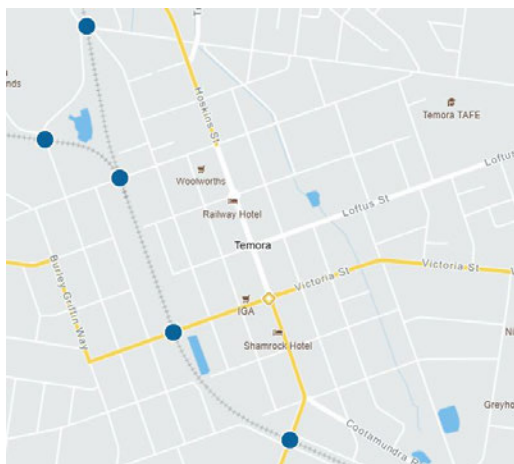 Hoskins St
Temora TAFE
Woolworths
Railway Hotel
Loftus St
Temora
Victoria St
Victoria St
Burley Griffin Way
IGA
Shamrock Hotel